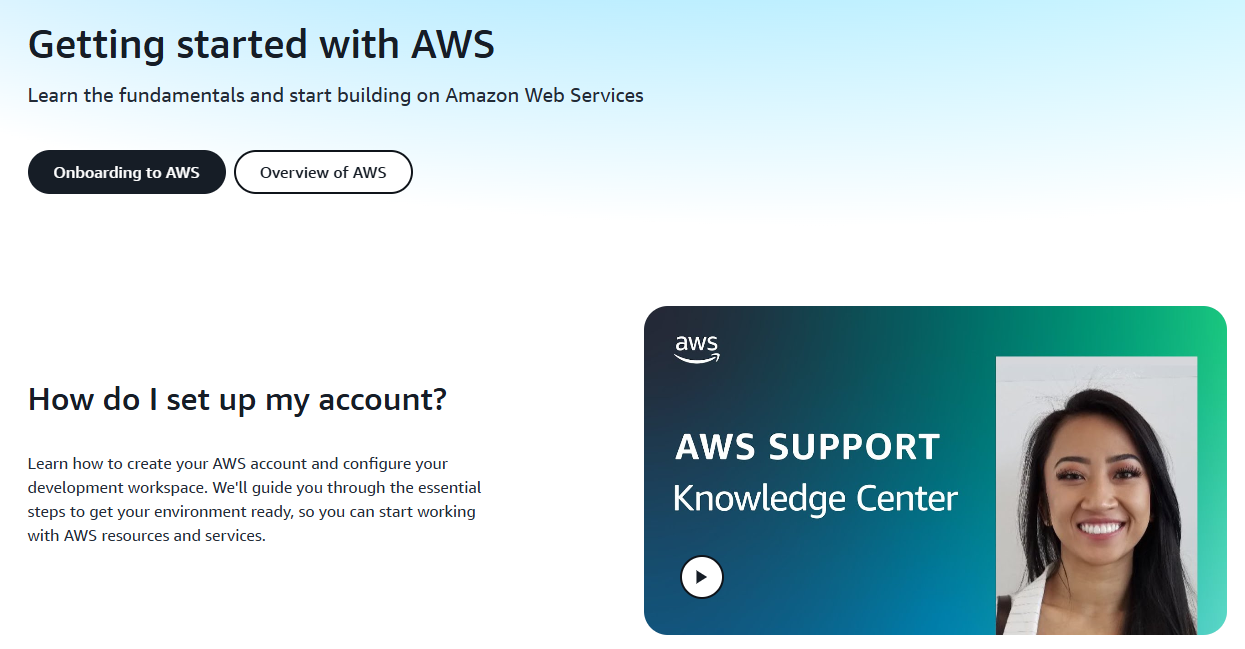 Getting started with AWS
Learn the fundamentals and start building on Amazon Web Services
Onboarding to AWS
Overview of AWS
How do I set up my account?
Learn how to create your AWS account and configure your
development workspace. We'll guide you through the essential
steps to get your environment ready, so you can start working
with AWS resources and services.
aws
AWS SUPPORT
Knowledge Center